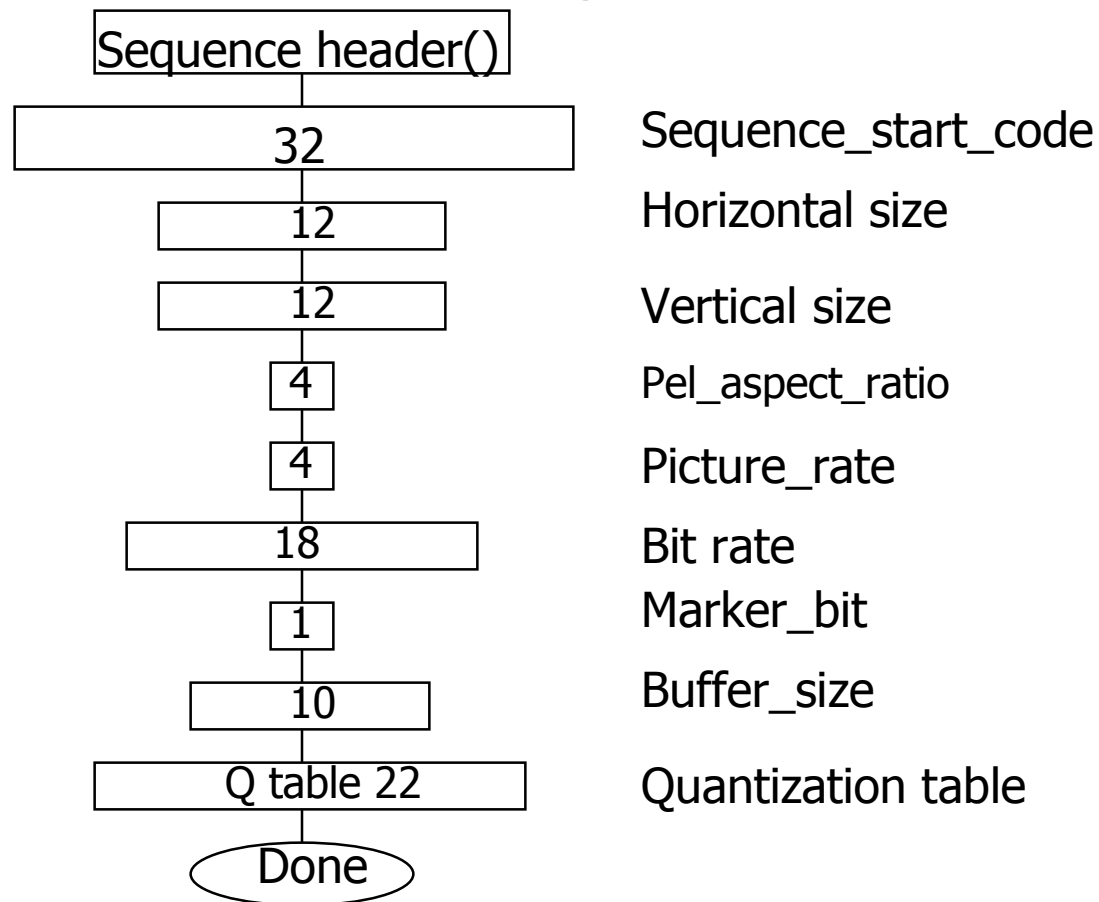 Sequence header()
32 Sequence_start_code
12 Horizontal size
12 Vertical size
4 Pel_aspect_ratio
4 Picture_rate
18 Bit rate
1 Marker_bit
10 Buffer_size
Q table 22 Quantization table
Done